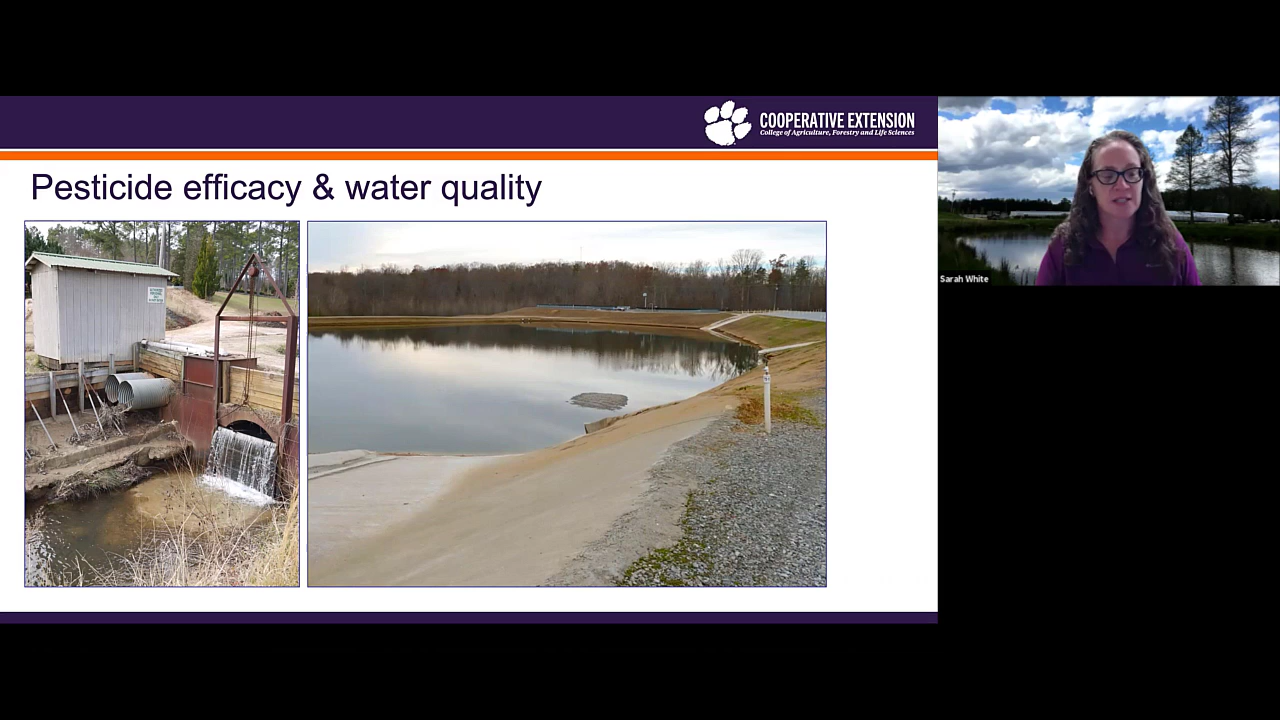 COOPERATIVE EXTENSION
College of Agriculture, Forestry and Life Sciences
Pesticide efficacy & water quality
Sarah White